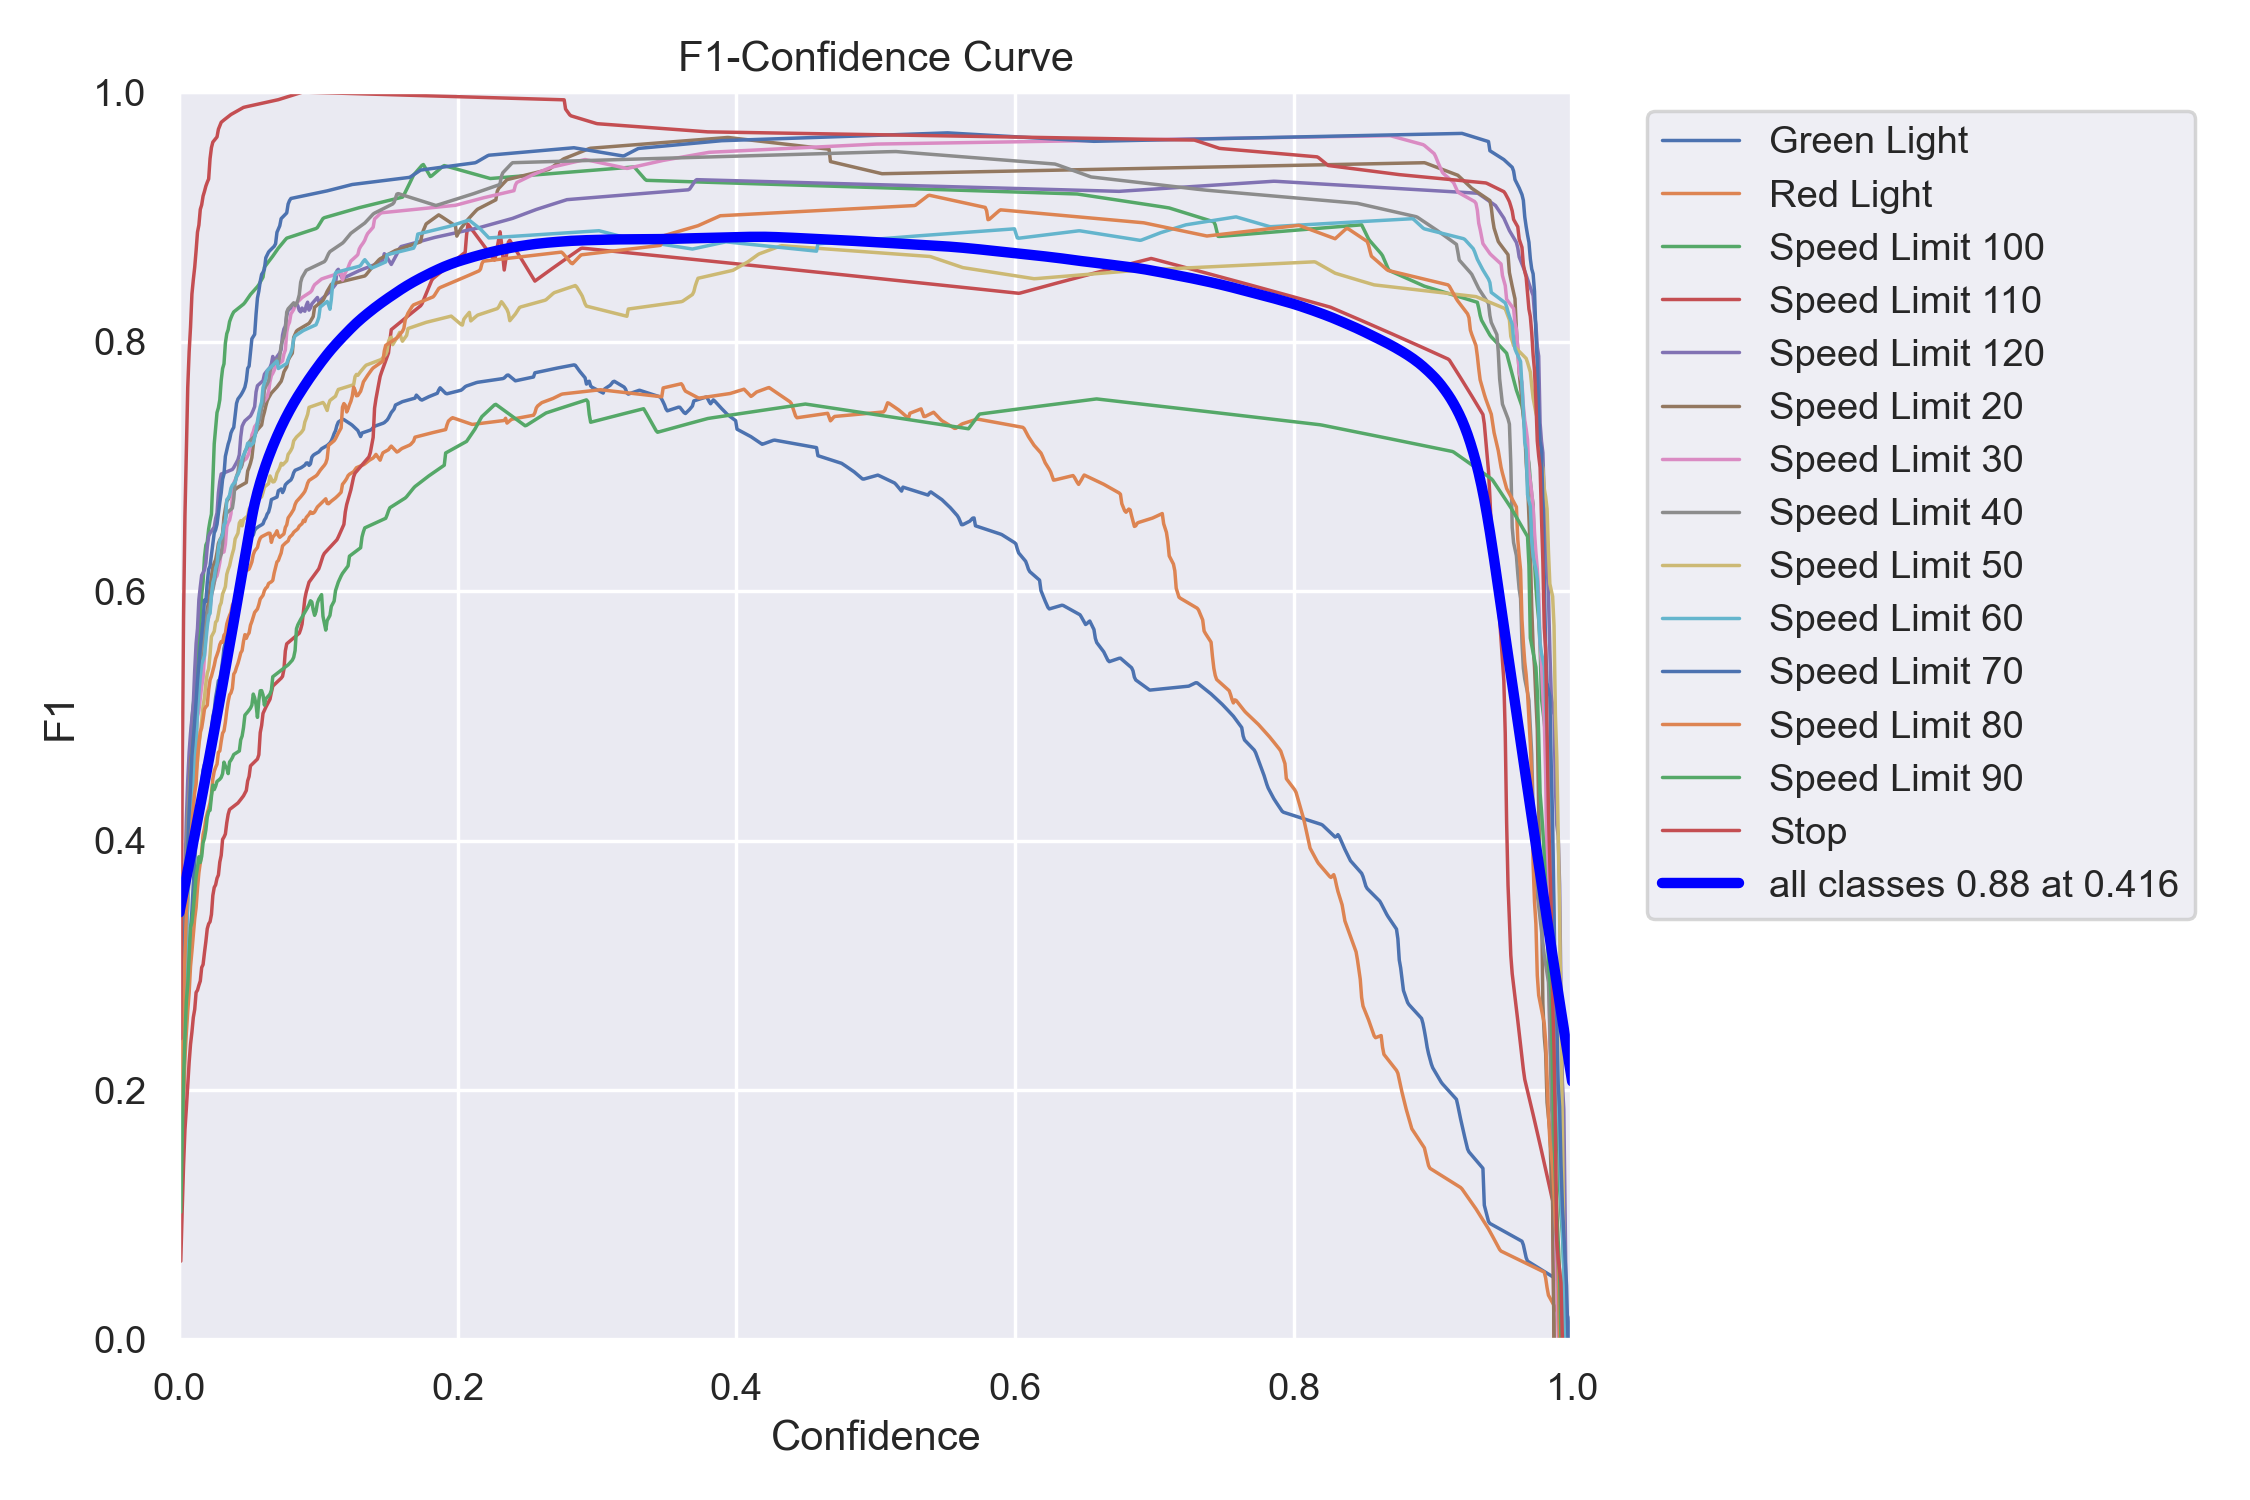 F1-Confidence Curve
1.0
0.8
0.6
0.4
0.2
0.0
F1
0.0 0.2 0.4 0.6 0.8 1.0
Confidence
Green Light
Red Light
Speed Limit 100
Speed Limit 110
Speed Limit 120
Speed Limit 20
Speed Limit 30
Speed Limit 40
Speed Limit 50
Speed Limit 60
Speed Limit 70
Speed Limit 80
Speed Limit 90
Stop
all classes 0.88 at 0.416